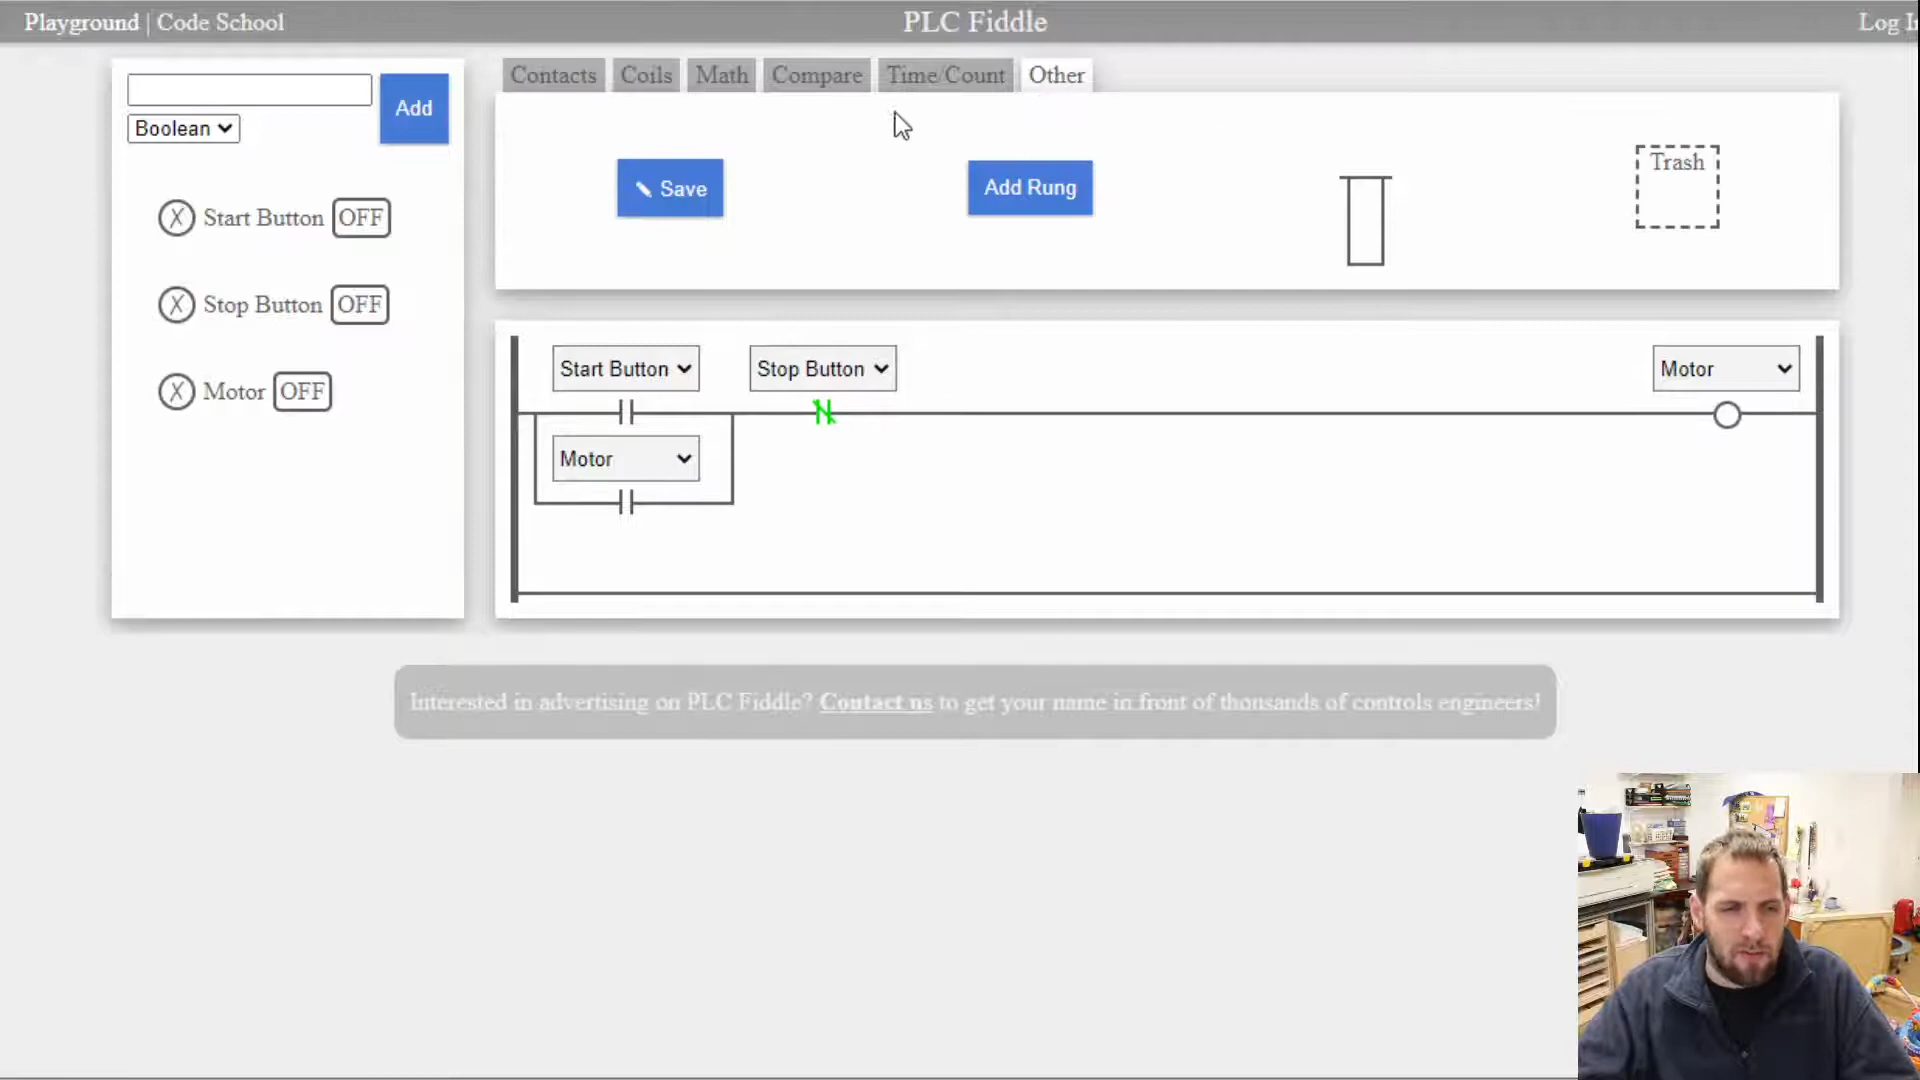 Playground | Code School
PLC Fiddle
Log I
Add
Boolean
X Start Button OFF
X Stop Button OFF
X Motor OFF
Contacts Coils Math Compare Time/Count Other
Save
Add Rung
Trash
Start Button Stop Button Motor
Motor
Interested in advertising on PLC Fiddle? Contact us to get your name in front of thousands of controls engineers!